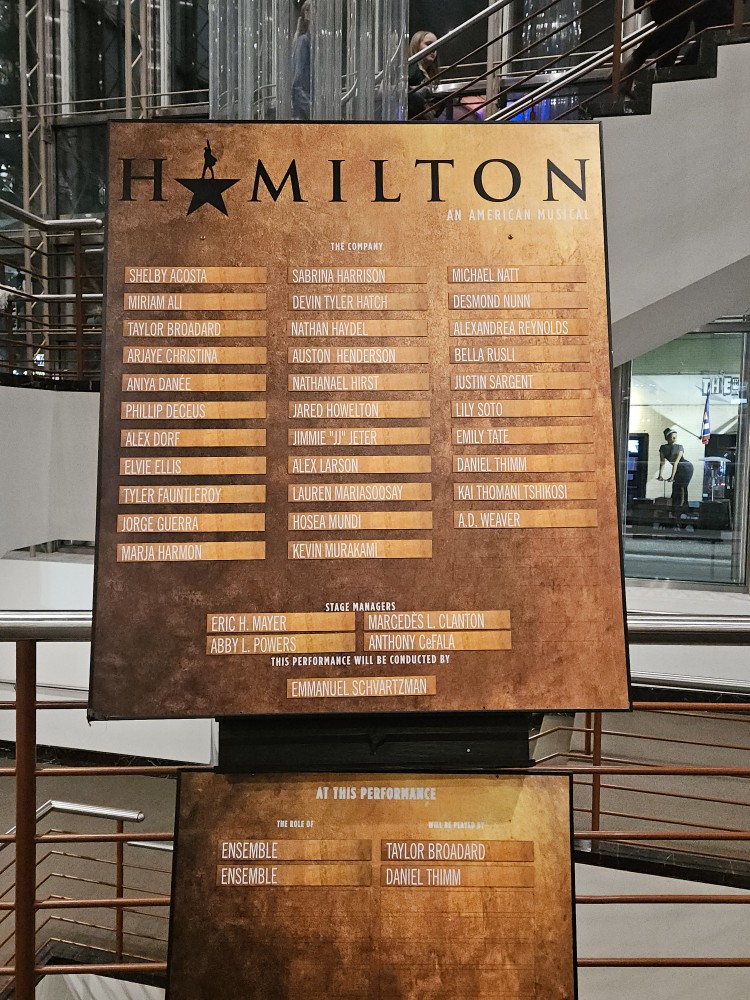 HAMILTON
AN AMERICAN MUSICAL
THE COMPANY
SHELBY ACOSTA
MIRIAM ALI
TAYLOR BROADARD
ARJAYE CHRISTINA
ANIYA DANÉE
PHILLIP DECEUS
ALEX DORF
ELVIE ELLIS
TYLER FAUNTLEROY
JORGE GUERRA
MARJA HARMON
SABRINA HARRISON
DEVIN TYLER HATCH
NATHAN HAYDEL
AUSTON HENDERSON
NATHANAEL HIRST
JARED HOWELTON
JIMMIE "JJ" JETER
ALEX LARSON
LAUREN MARIASOOSAY
HOSEA MUNDI
KEVIN MURAKAMI
MICHAEL NATT
DESMOND NUNN
ALEXANDREA REYNOLDS
BELLA RUSLI
JUSTIN SARGENT
LILY SOTO
EMILY TATE
DANIEL THIMM
KAI THOMANI TSHIKOSI
A.D. WEAVER
STAGE MANAGERS
ERIC H. MAYER
MARCEDÉS L. CLANTON
ABBY L. POWERS
ANTHONY CeFALA
THIS PERFORMANCE WILL BE CONDUCTED BY
EMMANUEL SCHVARTZMAN
THE
AT THIS PERFORMANCE
THE ROLE OF
WILL BE PLAYED BY
ENSEMBLE
TAYLOR BROADARD
ENSEMBLE
DANIEL THIMM